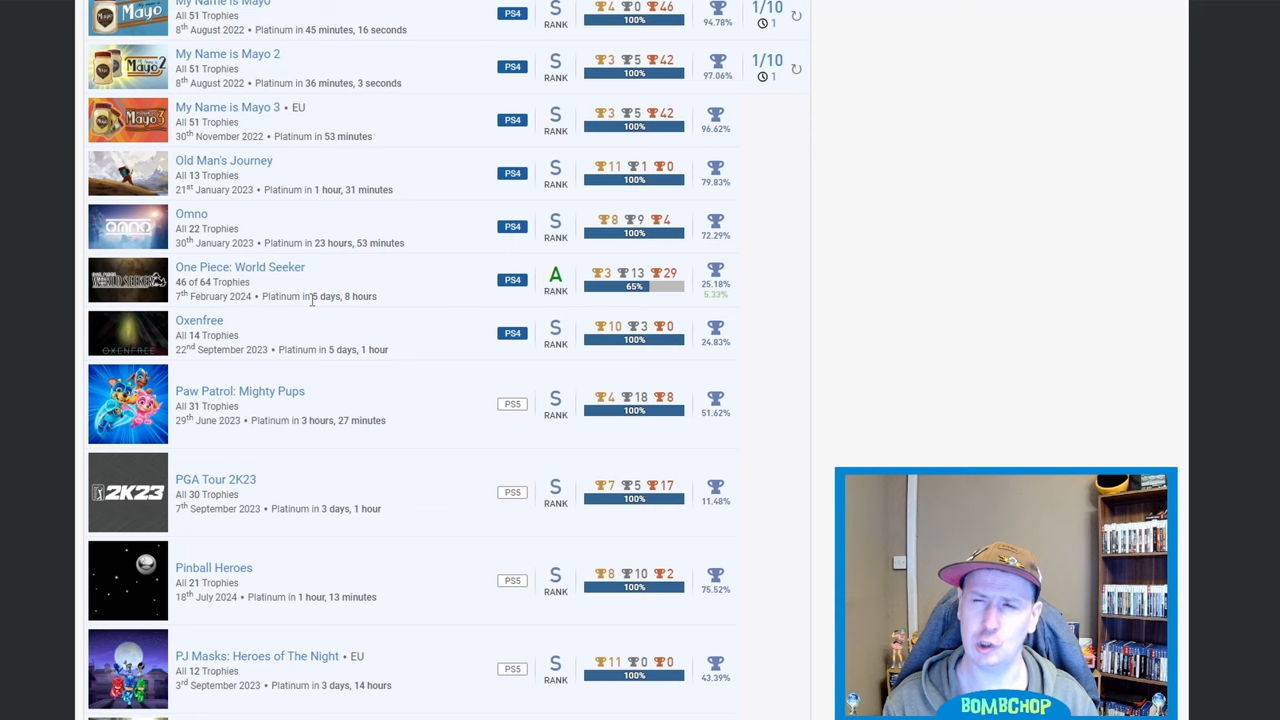 My Name is Mayo
All 51 Trophies
8th August 2022 • Platinum in 45 minutes, 16 seconds
PS4
S
RANK
4 0 46
100%
94.78%
1/10
1
My Name is Mayo 2
All 51 Trophies
8th August 2022 • Platinum in 36 minutes, 3 seconds
PS4
S
RANK
3 5 42
100%
97.06%
1/10
1
My Name is Mayo 3 • EU
All 51 Trophies
30th November 2022 • Platinum in 53 minutes
PS4
S
RANK
3 5 42
100%
96.62%
Old Man's Journey
All 13 Trophies
21st January 2023 • Platinum in 1 hour, 31 minutes
PS4
S
RANK
11 1 0
100%
79.83%
Omno
All 22 Trophies
30th January 2023 • Platinum in 23 hours, 53 minutes
PS4
S
RANK
8 9 4
100%
72.29%
One Piece: World Seeker
46 of 64 Trophies
7th February 2024 • Platinum in 5 days, 8 hours
PS4
A
RANK
3 13 29
65%
25.18%
5.33%
OXENFREE
Oxenfree
All 14 Trophies
22nd September 2023 • Platinum in 5 days, 1 hour
PS4
S
RANK
10 3 0
100%
24.83%
Paw Patrol: Mighty Pups
All 31 Trophies
29th June 2023 • Platinum in 3 hours, 27 minutes
PS5
S
RANK
4 18 8
100%
51.62%
2K23
PGA Tour 2K23
All 30 Trophies
7th September 2023 • Platinum in 3 days, 1 hour
PS5
S
RANK
7 5 17
100%
11.48%
Pinball Heroes
All 21 Trophies
18th July 2024 • Platinum in 1 hour, 13 minutes
PS5
S
RANK
8 10 2
100%
75.52%
PJ Masks: Heroes of The Night • EU
All 12 Trophies
3rd September 2023 • Platinum in 3 days, 14 hours
PS5
S
RANK
11 0 0
100%
43.39%
BOMBCHOP